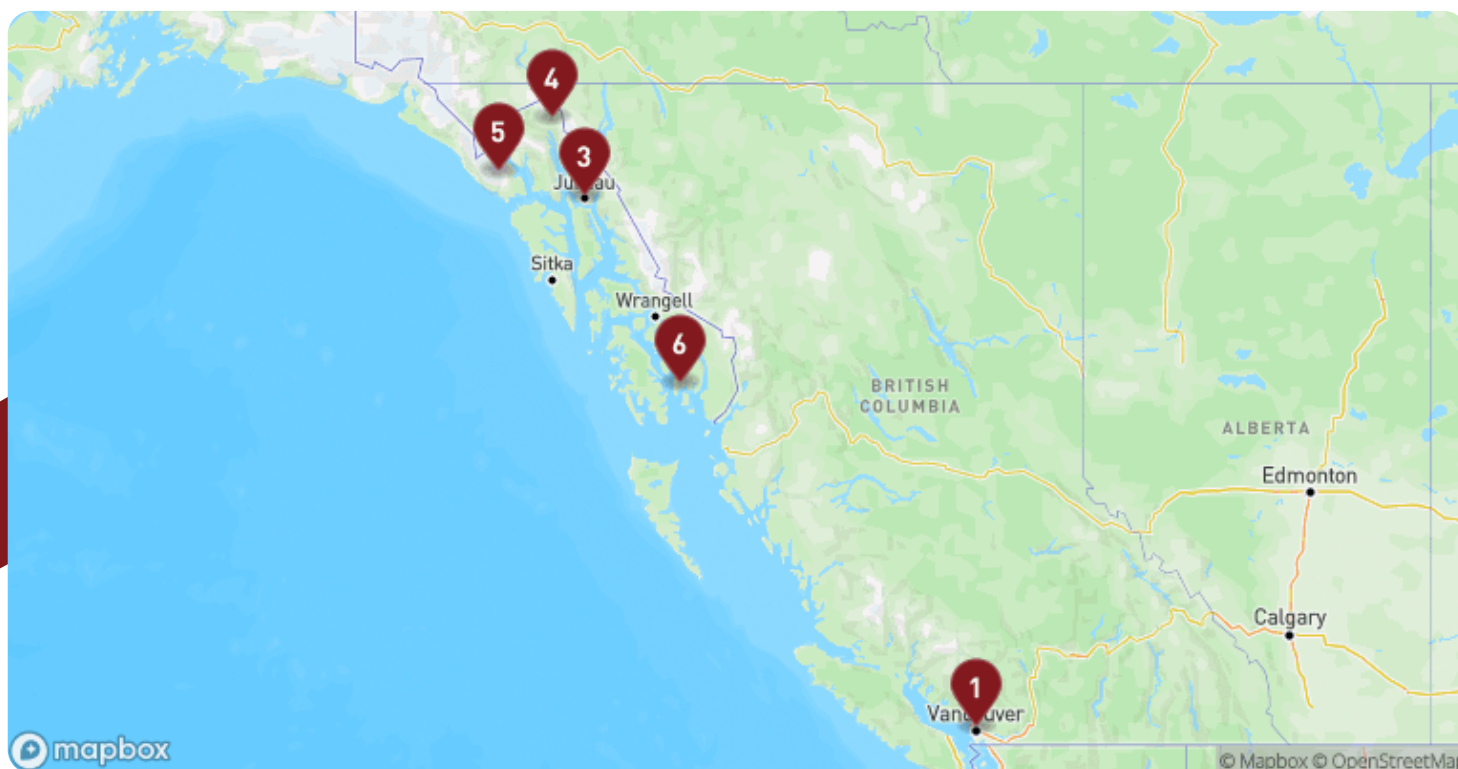 4
5
3
Juneau
Sitka
Wrangell
6
BRITISH
COLUMBIA
ALBERTA
Edmonton
Calgary
1
Vancouver
mapbox
© Mapbox © OpenStreetMap